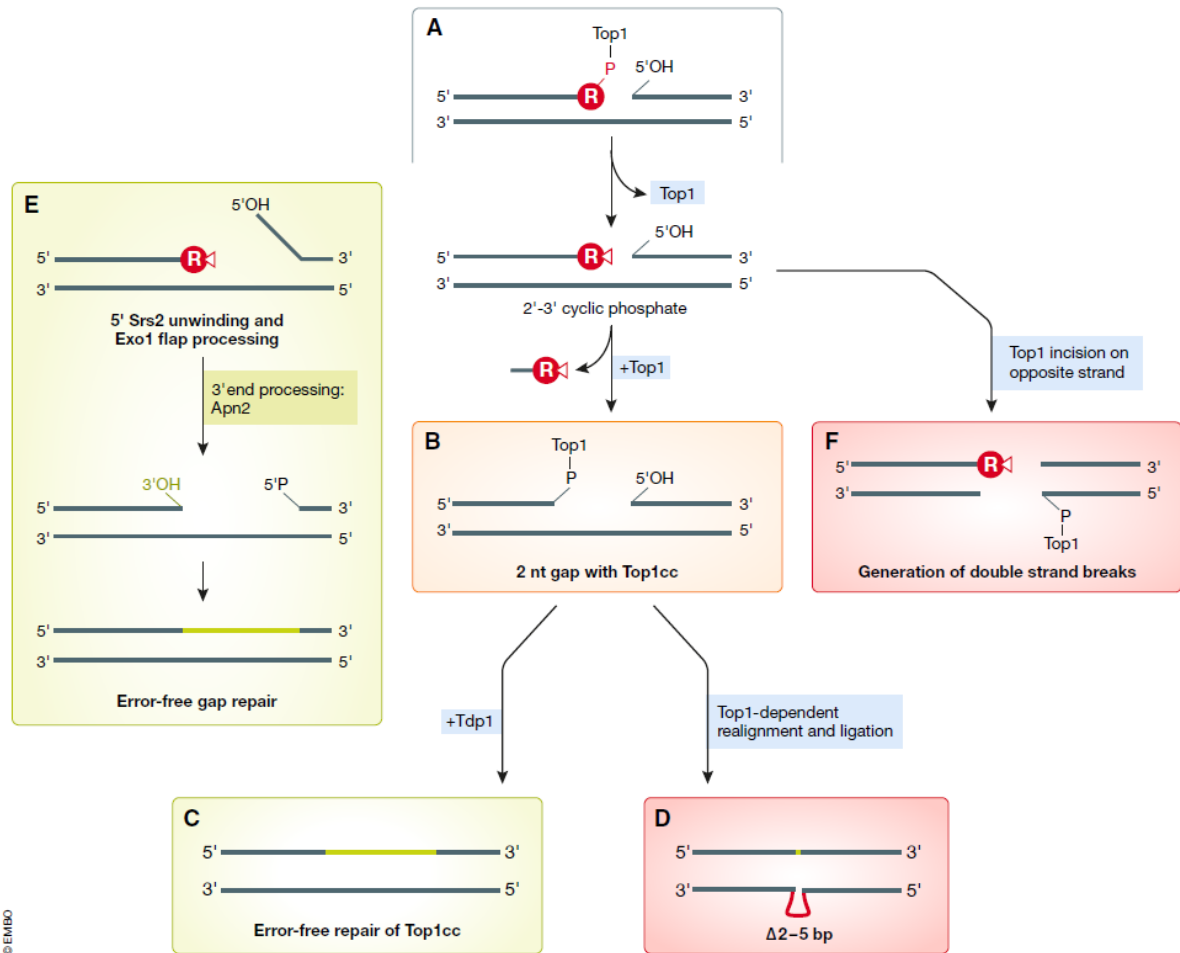 A
Top1
P
5'OH
5'
R
3'
3'
5'
Top1
5'OH
5'
R
3'
3'
5'
2'-3' cyclic phosphate
R
+Top1
E
5'OH
5'
R
3'
3'
5'
5' Srs2 unwinding and
Exo1 flap processing
3'end processing:
Apn2
3'OH
5'P
5'
3'
3'
5'
5'
3'
3'
5'
Error-free gap repair
B
Top1
P
5'OH
5'
3'
3'
5'
2 nt gap with Top1cc
Top1 incision on
opposite strand
F
5'
R
3'
3'
5'
P
Top1
Generation of double strand breaks
+Tdp1
Top1-dependent
realignment and ligation
C
5'
3'
3'
5'
Error-free repair of Top1cc
D
5'
3'
3'
5'
Δ2–5 bp
© EMBO